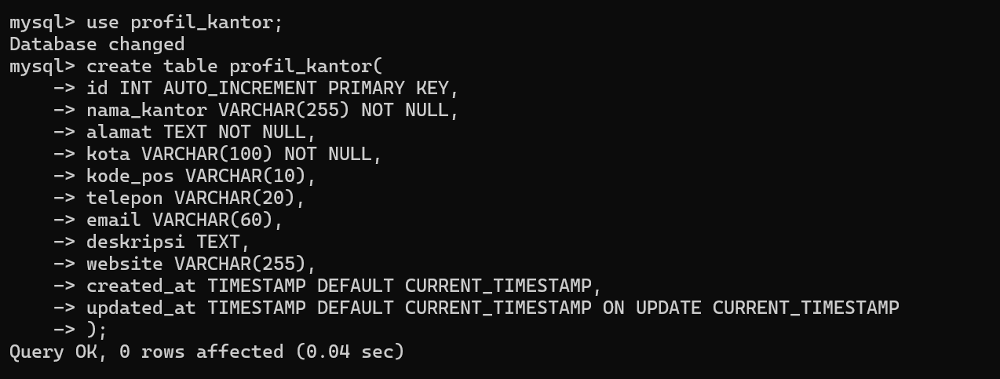 mysql> use profil_kantor;
Database changed
mysql> create table profil_kantor(
    -> id INT AUTO_INCREMENT PRIMARY KEY,
    -> nama_kantor VARCHAR(255) NOT NULL,
    -> alamat TEXT NOT NULL,
    -> kota VARCHAR(100) NOT NULL,
    -> kode_pos VARCHAR(10),
    -> telepon VARCHAR(20),
    -> email VARCHAR(60),
    -> deskripsi TEXT,
    -> website VARCHAR(255),
    -> created_at TIMESTAMP DEFAULT CURRENT_TIMESTAMP,
    -> updated_at TIMESTAMP DEFAULT CURRENT_TIMESTAMP ON UPDATE CURRENT_TIMESTAMP
    -> );
Query OK, 0 rows affected (0.04 sec)